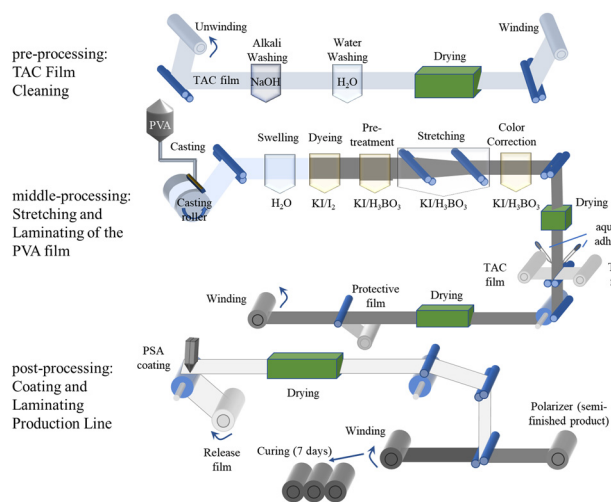 Unwinding
Winding
pre-processing:
TAC Film
Cleaning
Alkali
Washing
Water
Washing
Drying
TAC film
NaOH
H₂O
PVA
Casting
Casting
roller
Swelling
Dyeing
Pre-
treatment
Stretching
Color
Correction
H₂O
KI/I₂
KI/H₃BO₃
KI/H₃BO₃
KI/H₃BO₃
middle-processing:
Stretching and
Laminating of the
PVA film
Drying
TAC
film
Winding
Protective
film
Drying
post-processing:
Coating and
Laminating
Production Line
PSA
coating
Drying
Release
film
Polarizer (semi-
finished product)
Winding
Curing (7 days)